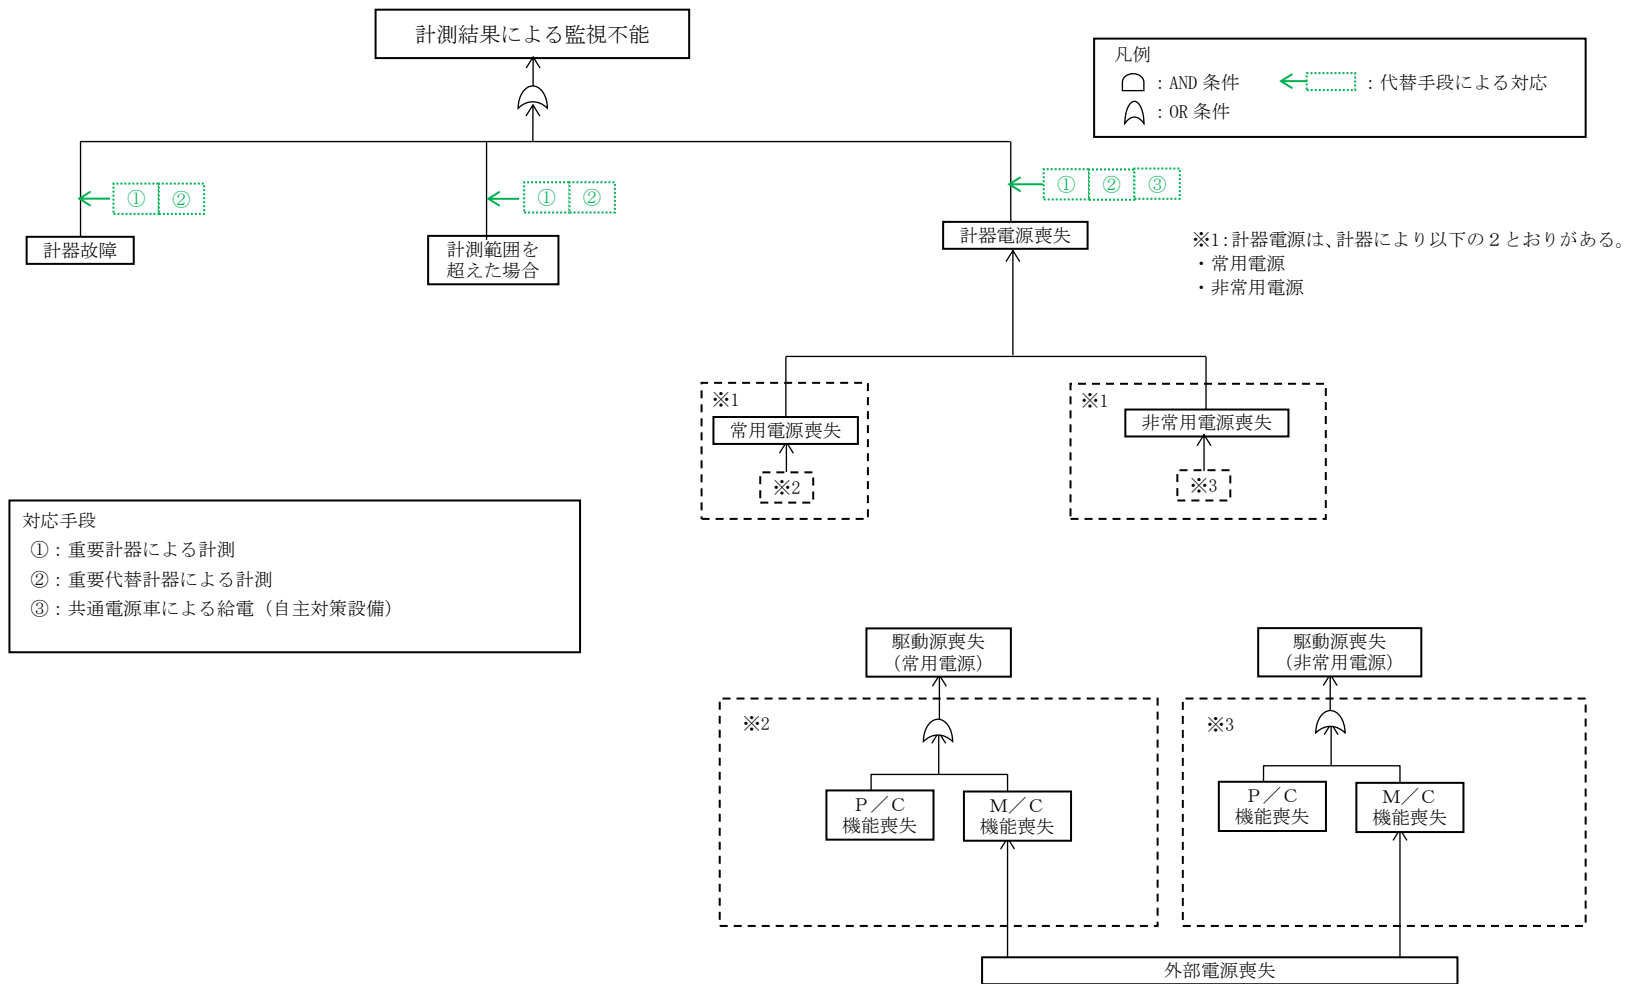 計測結果による監視不能
凡例
：AND 条件
：代替手段による対応
：OR 条件
① ②
① ②
① ② ③
計器故障
計測範囲を
超えた場合
計器電源喪失
※1：計器電源は、計器により以下の２とおりがある。
・常用電源
・非常用電源
※1
常用電源喪失
※2
※1
非常用電源喪失
※3
対応手段
①：重要計器による計測
②：重要代替計器による計測
③：共通電源車による給電（自主対策設備）
駆動源喪失
（常用電源）
駆動源喪失
（非常用電源）
※2
Ｐ／Ｃ
機能喪失
Ｍ／Ｃ
機能喪失
※3
Ｐ／Ｃ
機能喪失
Ｍ／Ｃ
機能喪失
外部電源喪失